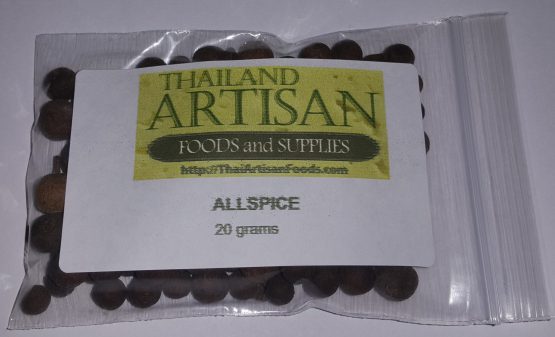 THAILAND
ARTISAN
FOODS and SUPPLIES
http://ThaiArtisanFoods.com
ALLSPICE
20 grams